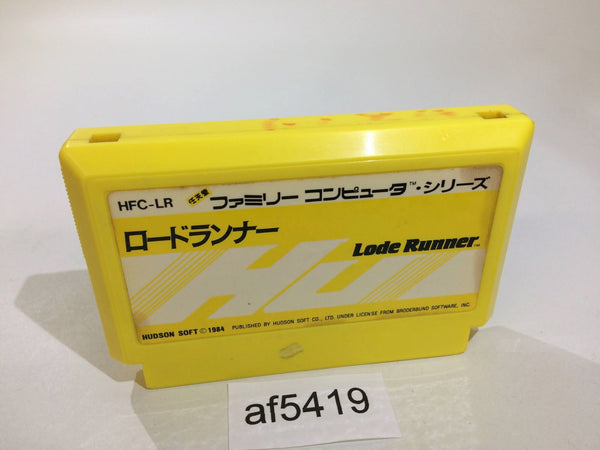 HFC-LR 任天堂 ファミリー コンピュータ™・シリーズ
ロードランナー
Lode Runner™
HU
HUDSON SOFT © 1984 PUBLISHED BY HUDSON SOFT CO., LTD. UNDER LICENSE FROM BRODERBUND SOFTWARE, INC.
af5419